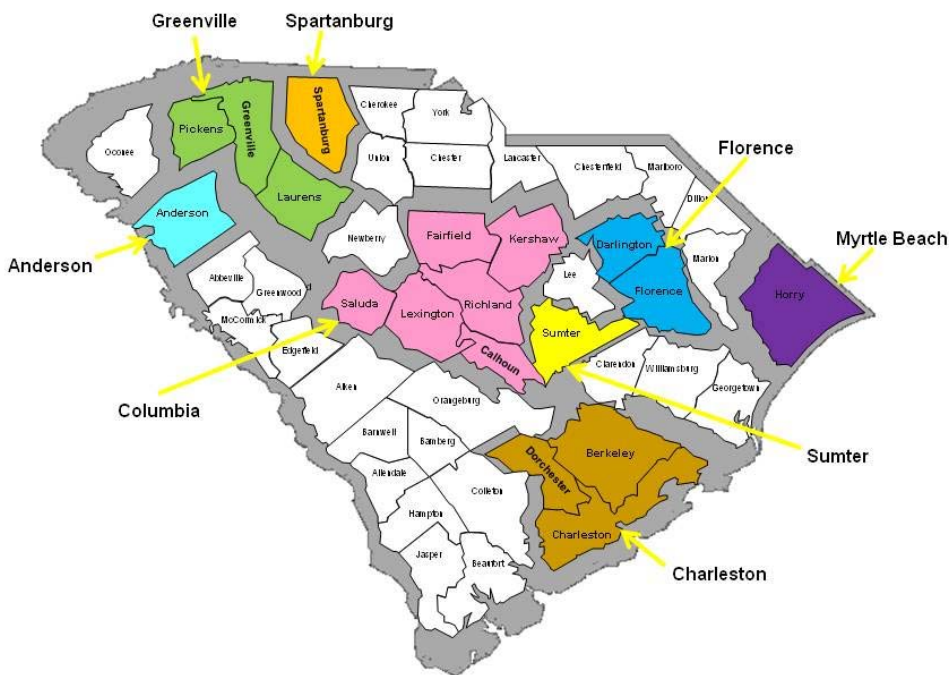 Greenville
Spartanburg
Spartanburg
Greenville
Pickens
Oconee
Cherokee
York
Union
Chester
Lancaster
Chesterfield
Marlboro
Florence
Dillon
Laurens
Anderson
Anderson
Newberry
Fairfield
Kershaw
Darlington
Marion
Myrtle Beach
Lee
Florence
Horry
Abbeville
Greenwood
Saluda
Lexington
Richland
McCormick
Sumter
Edgefield
Calhoun
Clarendon
Williamsburg
Georgetown
Columbia
Aiken
Orangeburg
Barnwell
Bamberg
Dorchester
Berkeley
Sumter
Allendale
Colleton
Hampton
Charleston
Jasper
Beaufort
Charleston